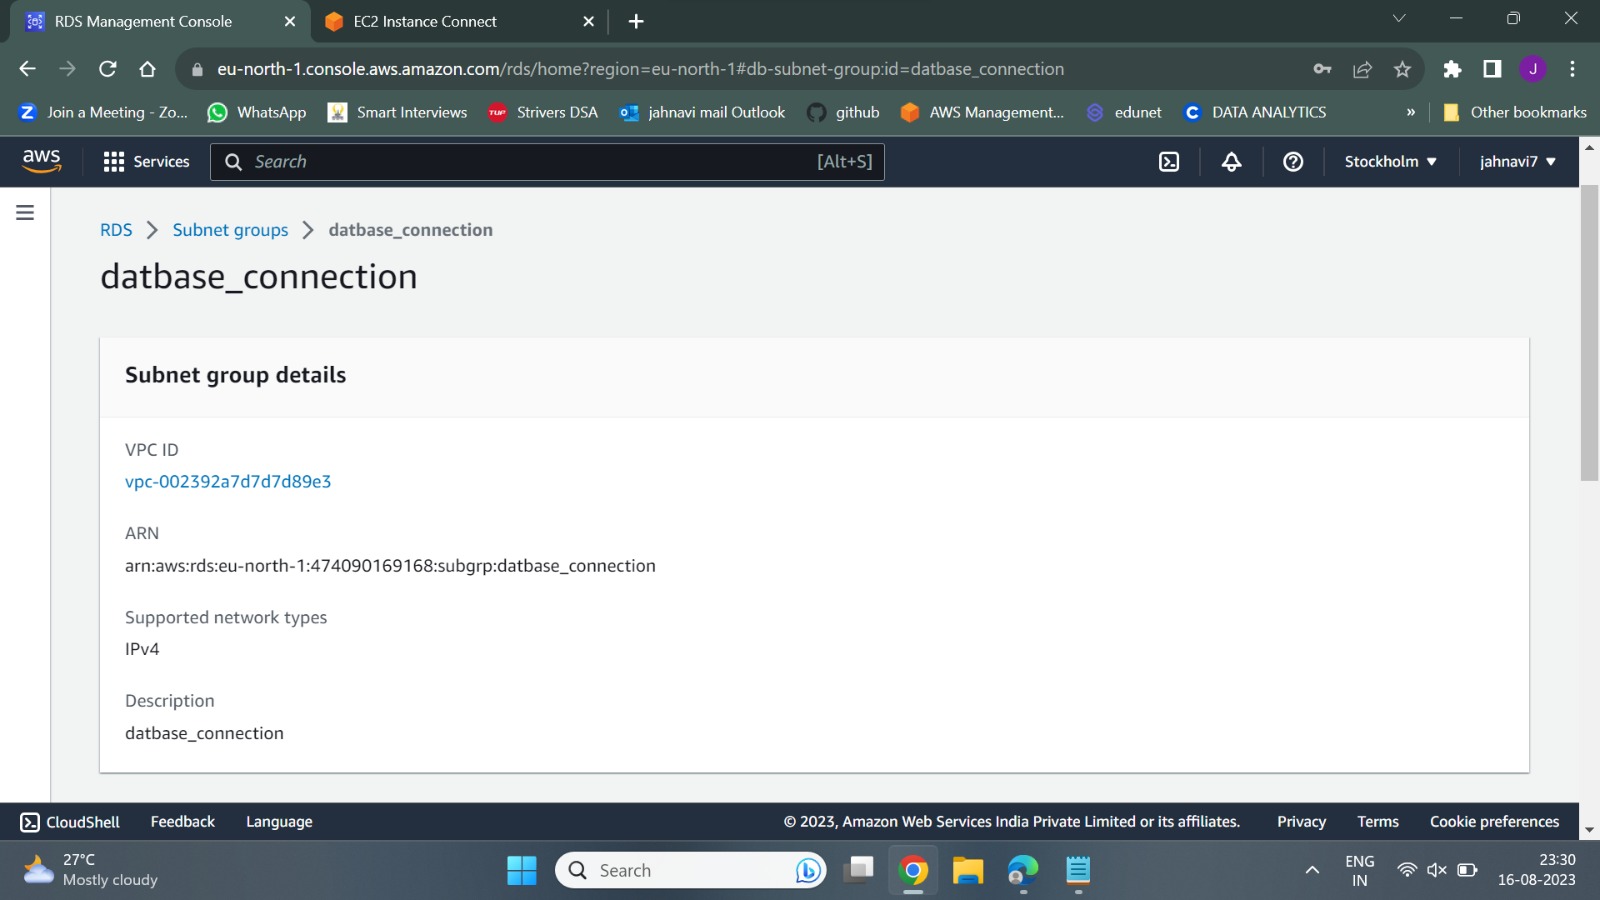 RDS Management Console
EC2 Instance Connect
eu-north-1.console.aws.amazon.com/rds/home?region=eu-north-1#db-subnet-group:id=datbase_connection
J
Z Join a Meeting - Zo...
WhatsApp
Smart Interviews
TUF Strivers DSA
jahnavi mail Outlook
github
AWS Management...
edunet
C DATA ANALYTICS
»
Other bookmarks
aws
Services
Search [Alt+S]
Stockholm
jahnavi7
RDS > Subnet groups > datbase_connection
datbase_connection
Subnet group details
VPC ID
vpc-002392a7d7d7d89e3
ARN
arn:aws:rds:eu-north-1:474090169168:subgrp:datbase_connection
Supported network types
IPv4
Description
datbase_connection
CloudShell Feedback Language © 2023, Amazon Web Services India Private Limited or its affiliates. Privacy Terms Cookie preferences
27°C
Mostly cloudy
Search
ENG
IN
23:30
16-08-2023